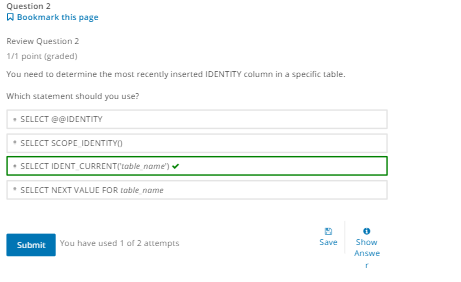 Question 2
Bookmark this page
Review Question 2
1/1 point (graded)
You need to determine the most recently inserted IDENTITY column in a specific table.
Which statement should you use?
SELECT @@IDENTITY
SELECT SCOPE_IDENTITY()
SELECT IDENT_CURRENT('table_name')
SELECT NEXT VALUE FOR table_name
Submit
You have used 1 of 2 attempts
Save
Show
Answe
r